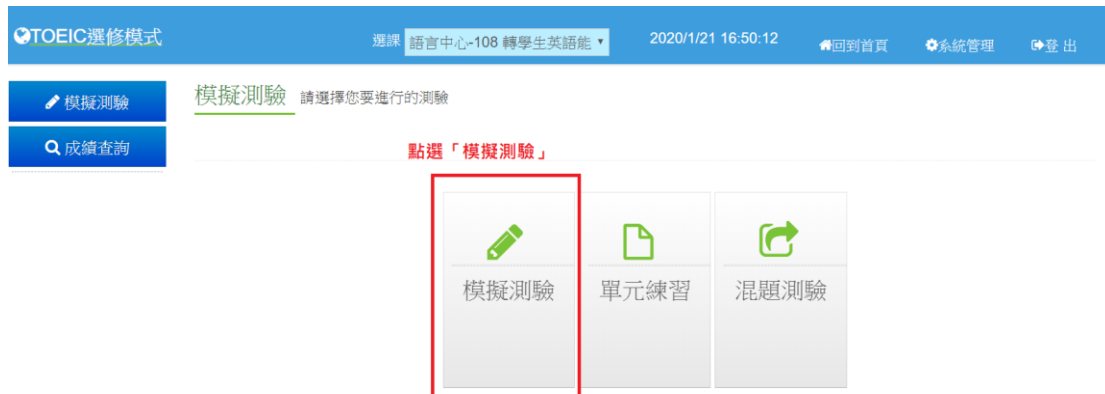 TOEIC選修模式
選課 語言中心-108 轉學生英語能
2020/1/21 16:50:12
回到首頁
系統管理
登 出
模擬測驗
成績查詢
模擬測驗 請選擇您要進行的測驗
點選「模擬測驗」
模擬測驗
單元練習
混題測驗